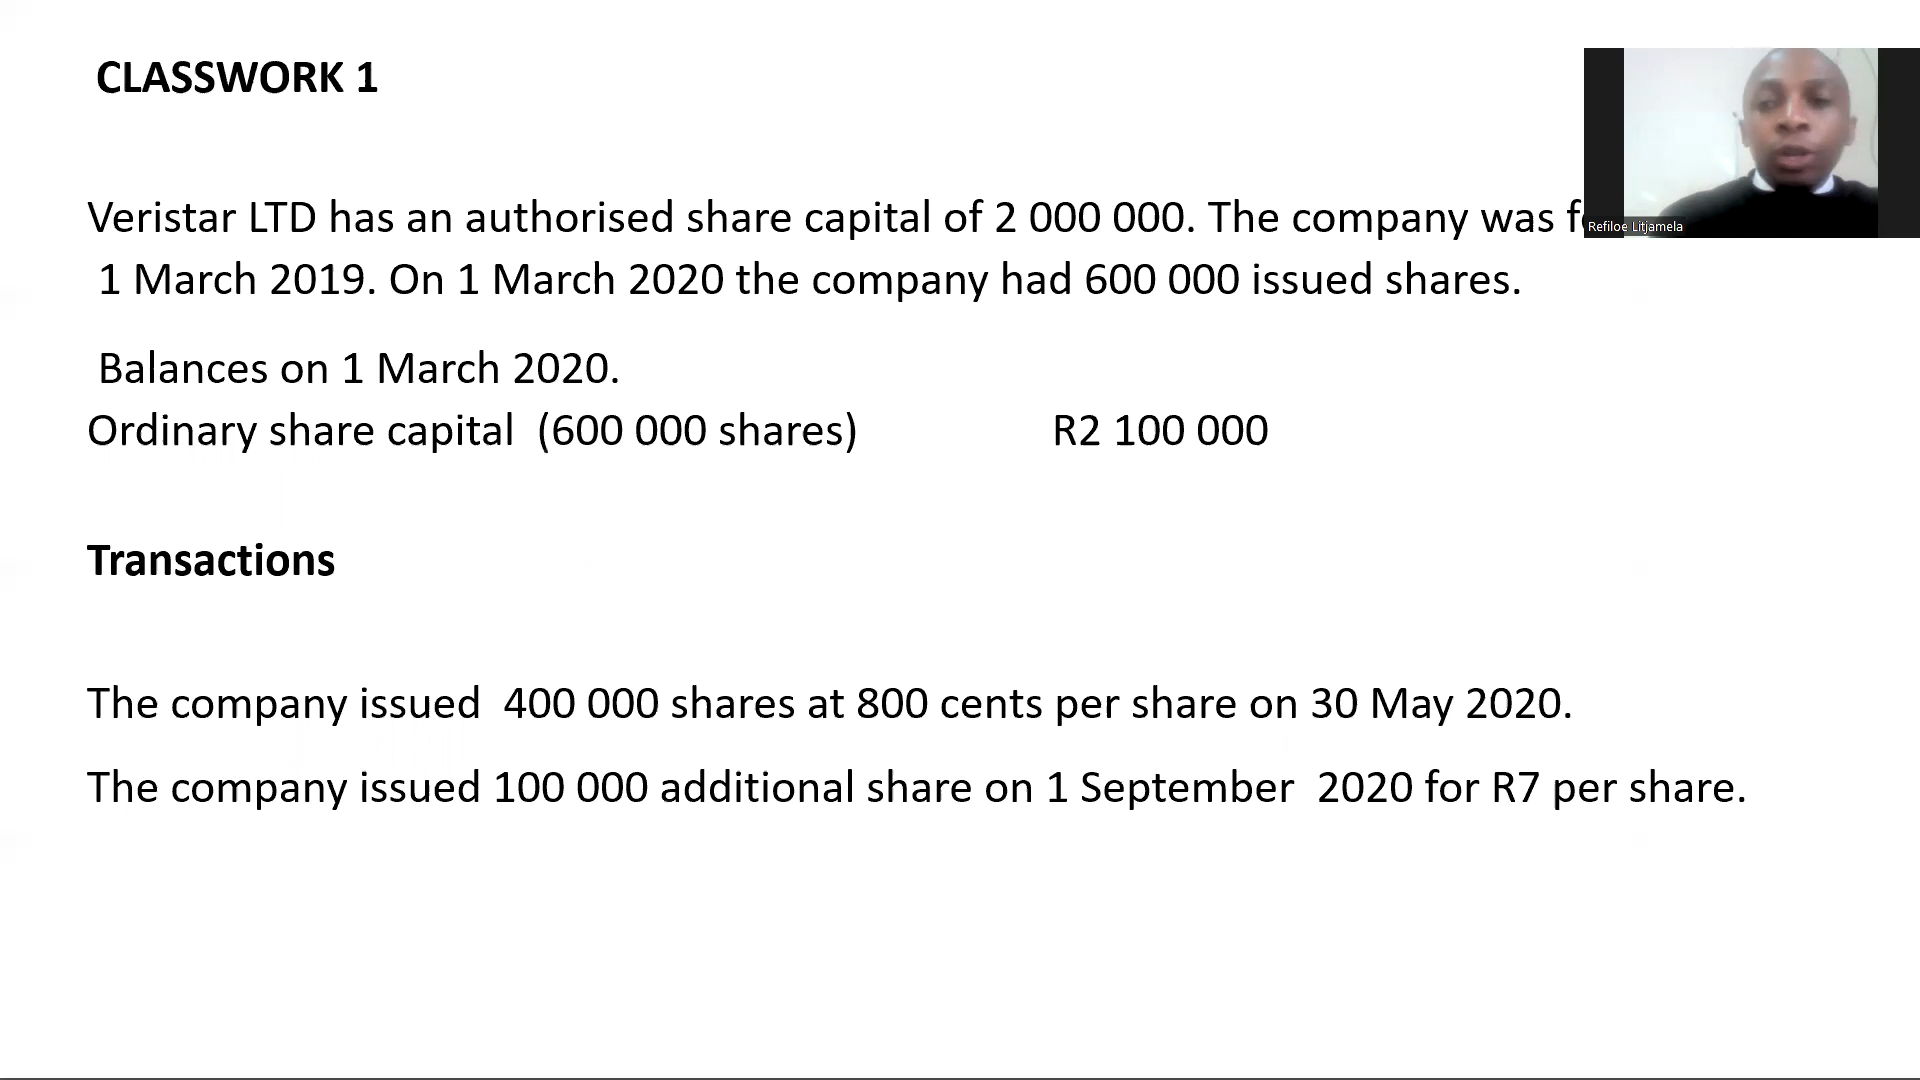 CLASSWORK 1
Veristar LTD has an authorised share capital of 2 000 000. The company was
1 March 2019. On 1 March 2020 the company had 600 000 issued shares.
Refiloe Litjamela
Balances on 1 March 2020.
Ordinary share capital (600 000 shares) R2 100 000
Transactions
The company issued 400 000 shares at 800 cents per share on 30 May 2020.
The company issued 100 000 additional share on 1 September 2020 for R7 per share.